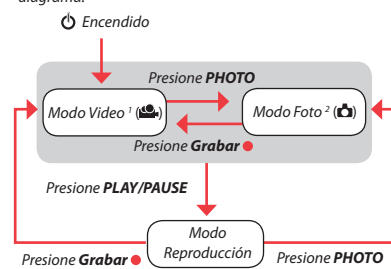 diagrama.
Encendido
Presione PHOTO
Modo Video 1 ( )
Modo Foto 2 ( )
Presione Grabar
Presione PLAY/PAUSE
Modo
Reproducción
Presione Grabar
Presione PHOTO